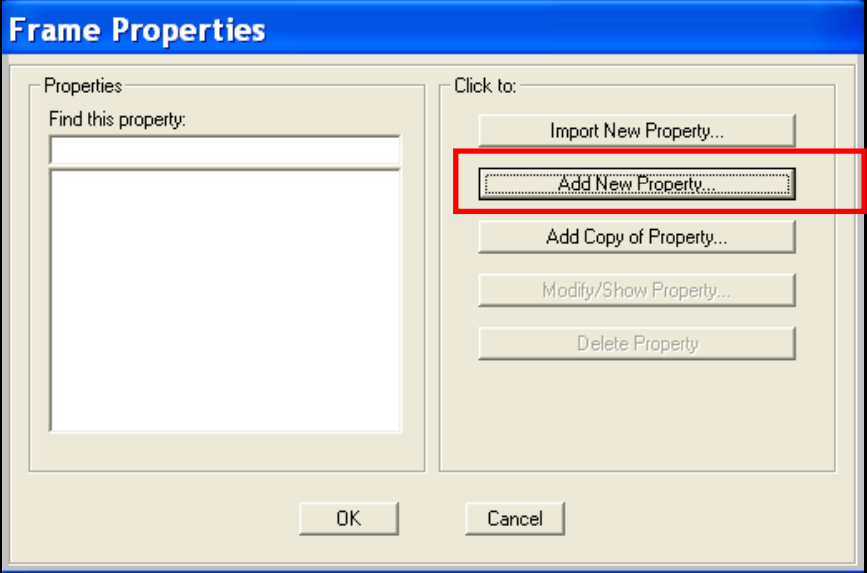 Frame Properties
Properties
Find this property:
Click to:
Import New Property...
Add New Property...
Add Copy of Property...
Modify/Show Property...
Delete Property
OK
Cancel